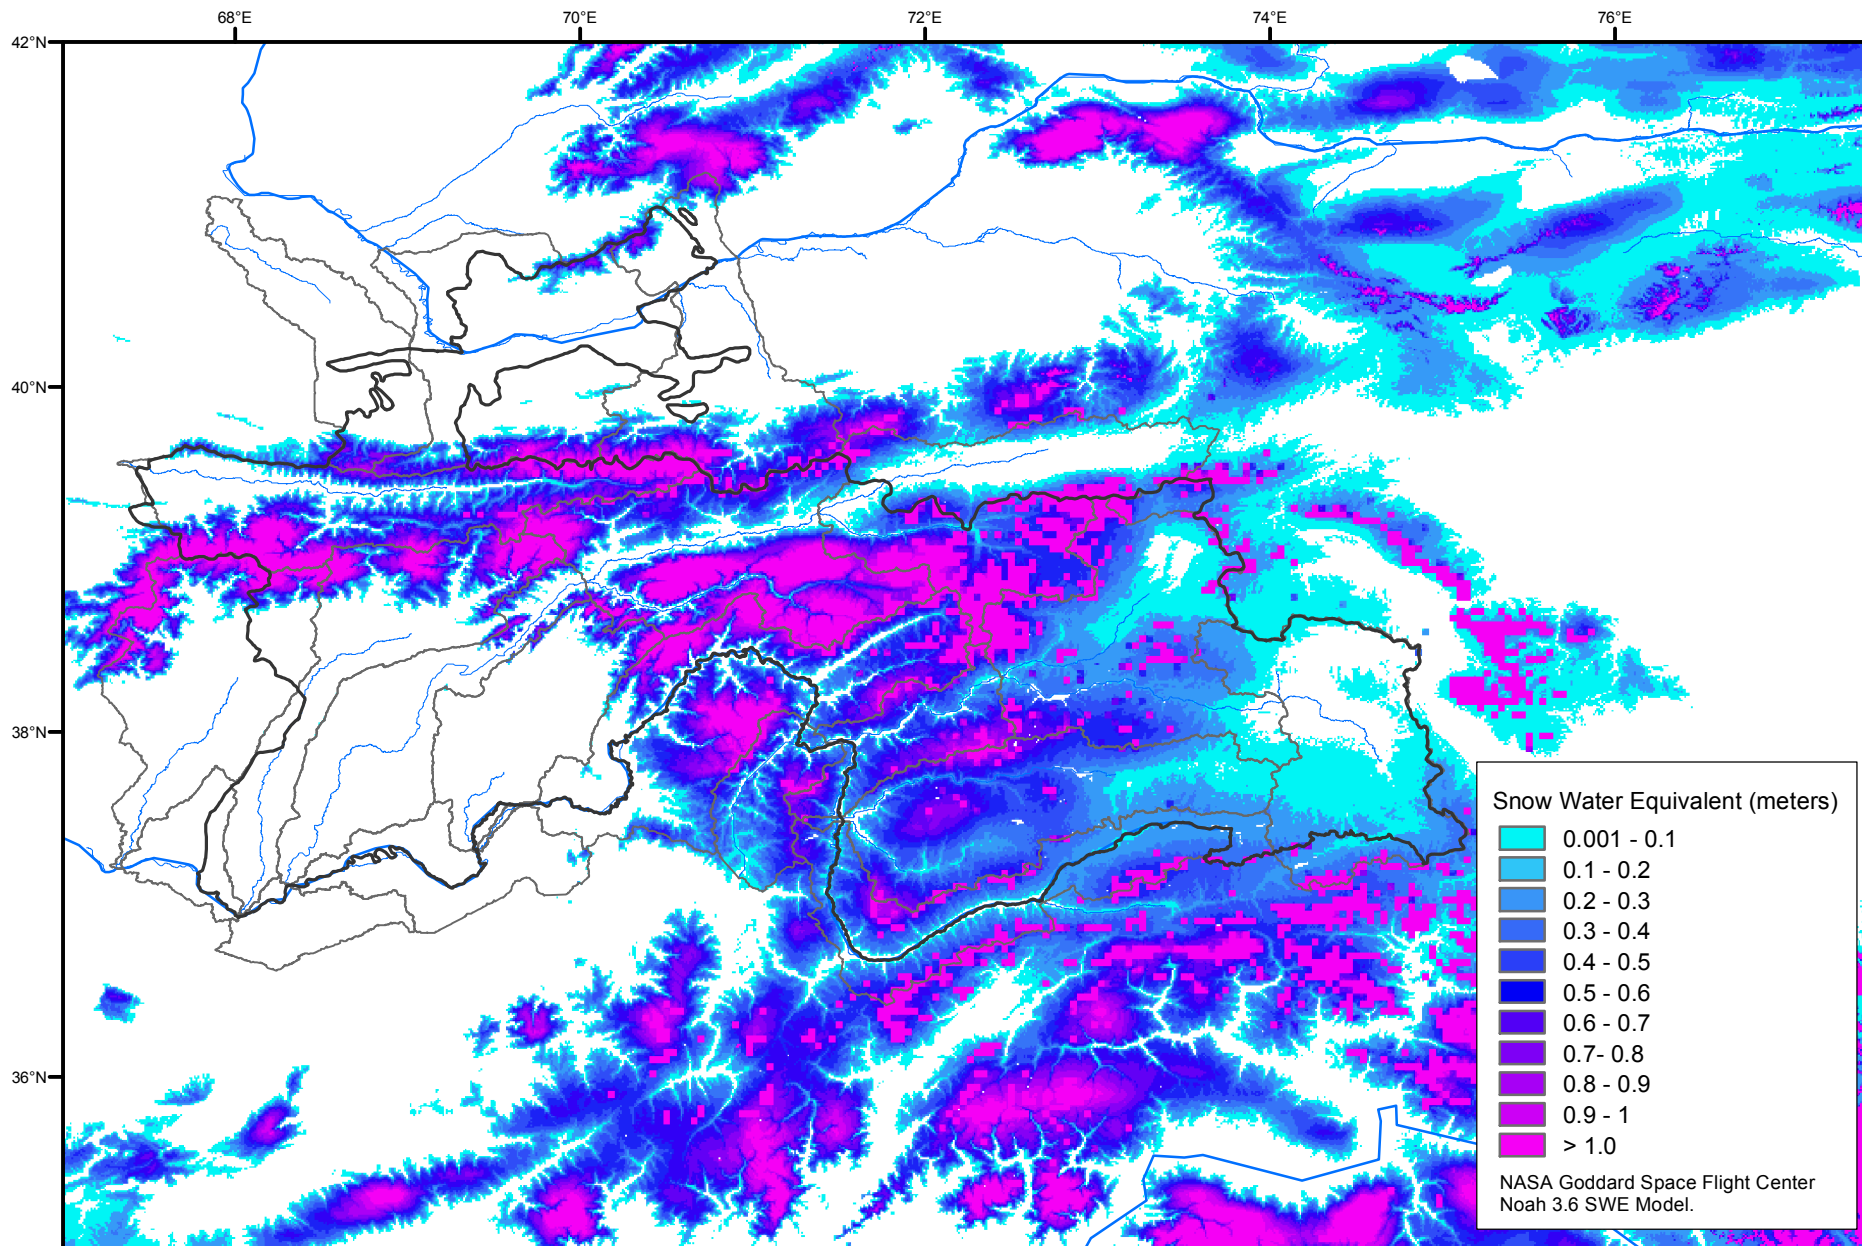 68°E
70°E
72°E
74°E
76°E
42°N
40°N
38°N
36°N
Snow Water Equivalent (meters)
0.001 - 0.1
0.1 - 0.2
0.2 - 0.3
0.3 - 0.4
0.4 - 0.5
0.5 - 0.6
0.6 - 0.7
0.7- 0.8
0.8 - 0.9
0.9 - 1
> 1.0
NASA Goddard Space Flight Center
Noah 3.6 SWE Model.